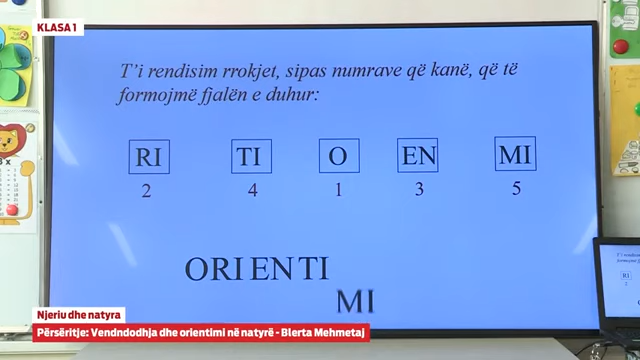 KLASA 1
T'i rendisim rrokjet, sipas numrave që kanë, që të
formojmë fjalën e duhur:
RI TI O EN MI
2 4 1 3 5
ORIENTI
MI
Njeriu dhe natyra
Përsëritje: Vendndodhja dhe orientimi në natyrë - Blerta Mehmetaj